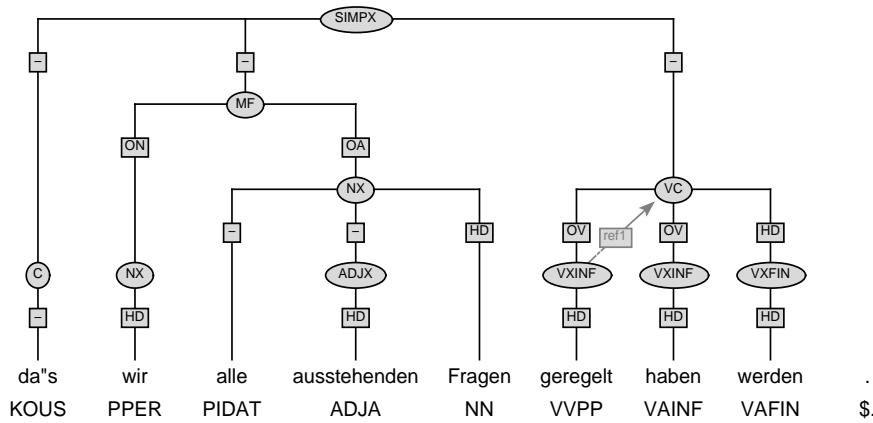 SIMPX
– – –
MF
ON OA
NX VC
– – HD OV ref1 OV HD
C NX ADJX VXINF VXINF VXFIN
– HD HD HD HD HD
da"s wir alle ausstehenden Fragen geregelt haben werden .
KOUS PPER PIDAT ADJA NN VVPP VAINF VAFIN $.